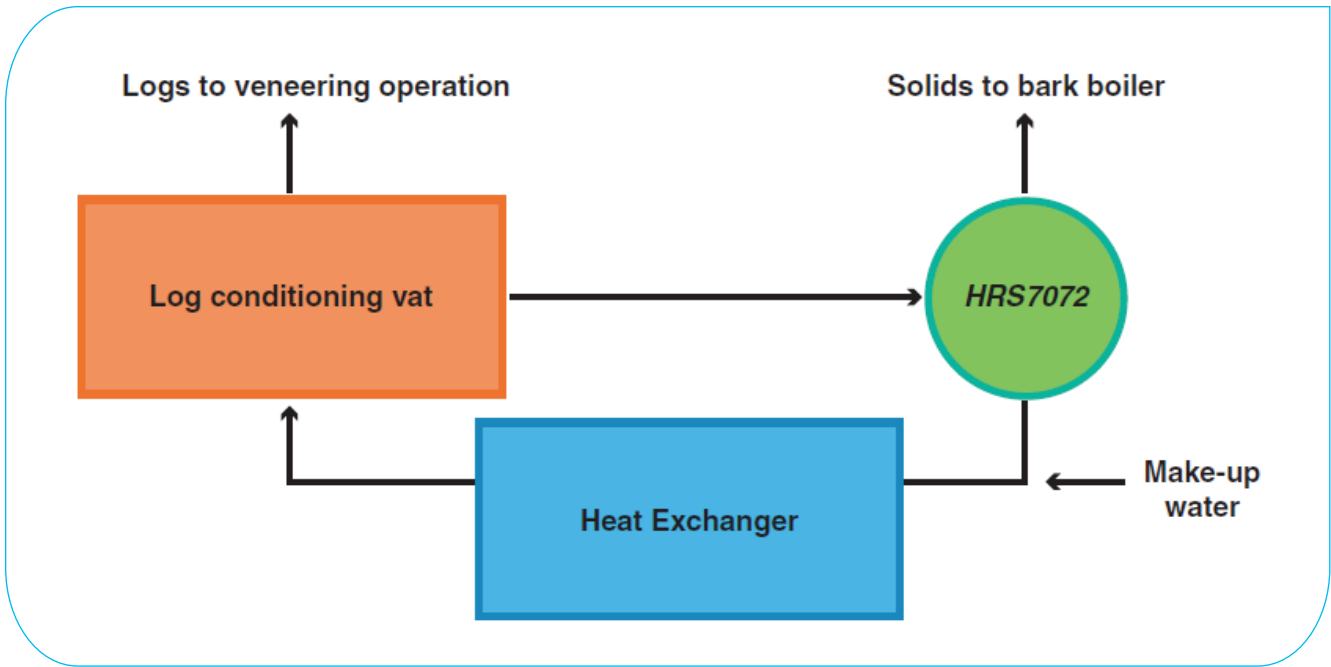 Logs to veneering operation
Solids to bark boiler
Log conditioning vat
HRS7072
Heat Exchanger
Make-up
water